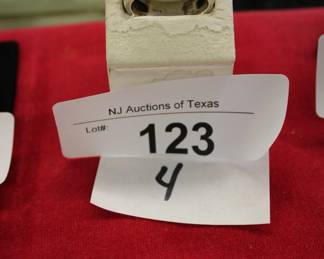 NJ Auctions of Texas
Lot#:
123
4